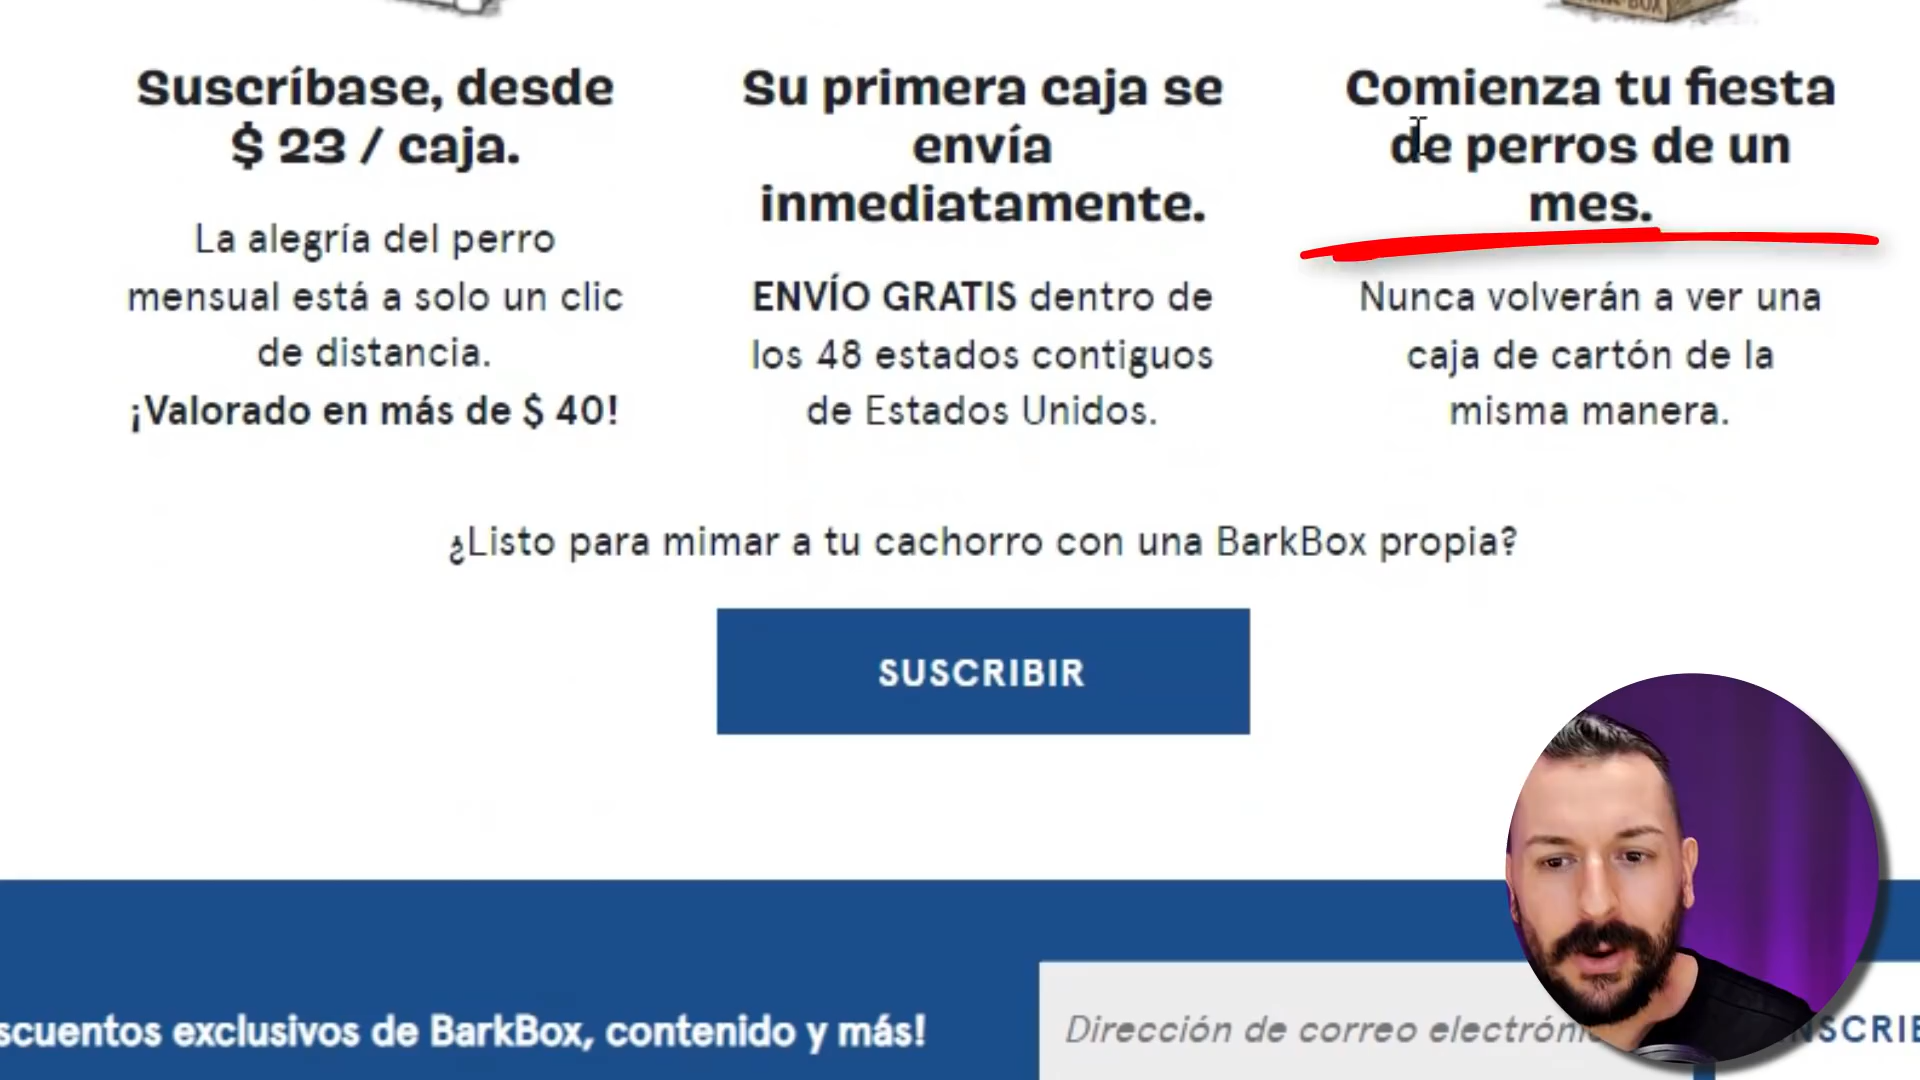 Suscríbase, desde
$ 23 / caja.
La alegría del perro
mensual está a solo un clic
de distancia.
¡Valorado en más de $ 40!
Su primera caja se
envía
inmediatamente.
ENVÍO GRATIS dentro de
los 48 estados contiguos
de Estados Unidos.
BOX
Comienza tu fiesta
de perros de un
mes.
Nunca volverán a ver una
caja de cartón de la
misma manera.
¿Listo para mimar a tu cachorro con una BarkBox propia?
SUSCRIBIR
scuentos exclusivos de BarkBox, contenido y más!
Dirección de correo electróni
NSCRIB